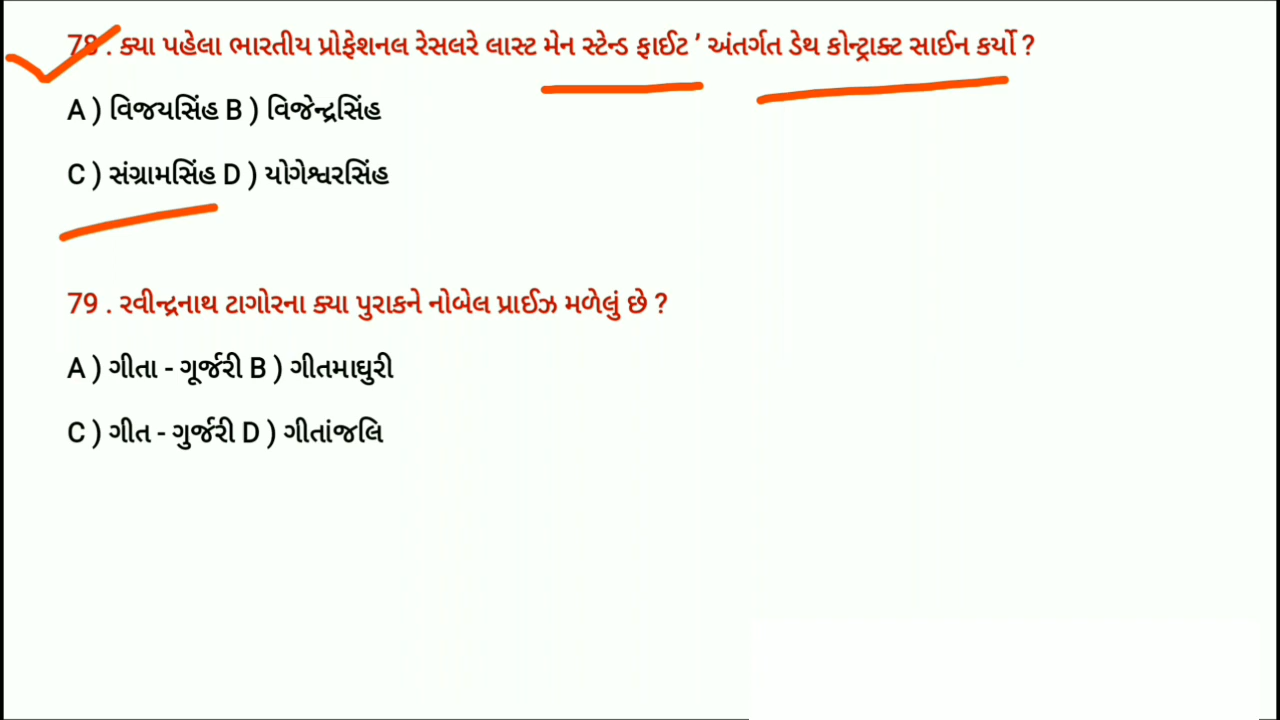 78 . ક્યા પહેલા ભારતીય પ્રોફેશનલ રેસલરે લાસ્ટ મેન સ્ટેન્ડ ફાઈટ ’ અંતર્ગત ડેથ કોન્ટ્રાક્ટ સાઈન કર્યો ?
A ) વિજયસિંહ B ) વિજેન્દ્રસિંહ
C ) સંગ્રામસિંહ D ) યોગેશ્વરસિંહ
79 . રવીન્દ્રનાથ ટાગોરના ક્યા પુરાકને નોબેલ પ્રાઈઝ મળેલું છે ?
A ) ગીતા - ગૂર્જરી B ) ગીતમાઘુરી
C ) ગીત - ગુર્જરી D ) ગીતાંજલિ